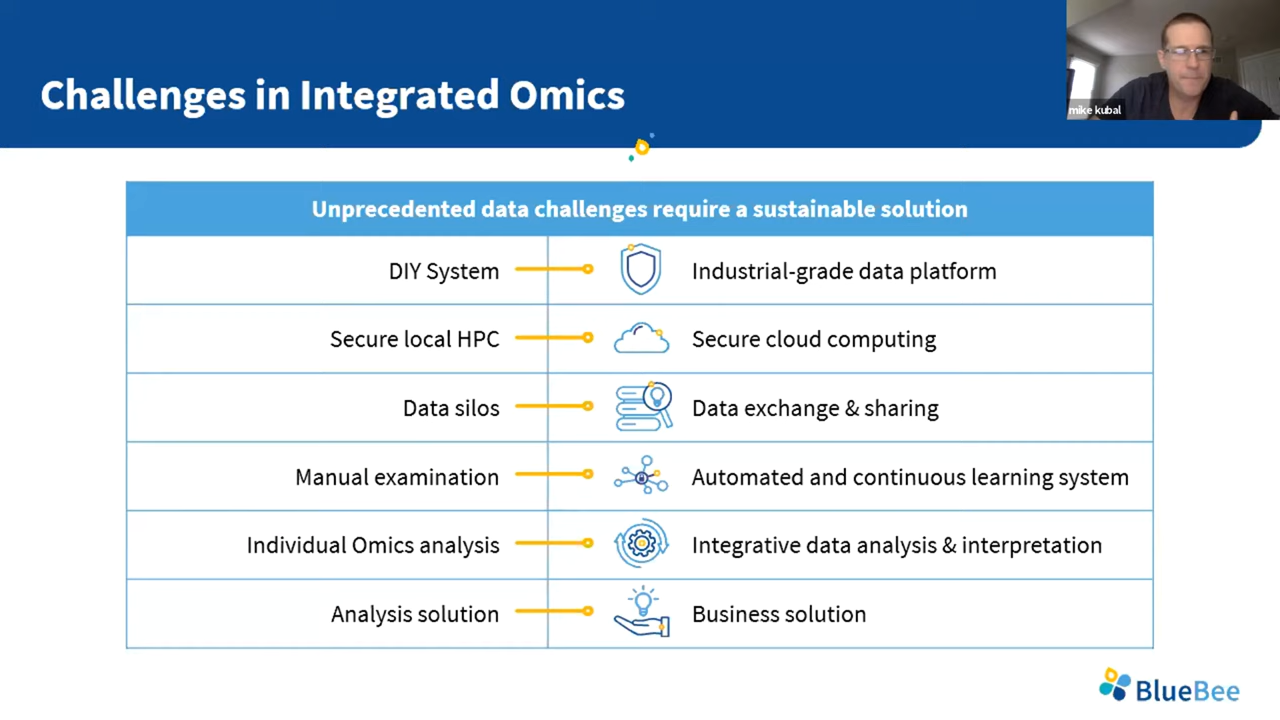 Challenges in Integrated Omics
mike kubal
Unprecedented data challenges require a sustainable solution
DIY System
Industrial-grade data platform
Secure local HPC
Secure cloud computing
Data silos
Data exchange & sharing
Manual examination
Automated and continuous learning system
Individual Omics analysis
Integrative data analysis & interpretation
Analysis solution
Business solution
BlueBee